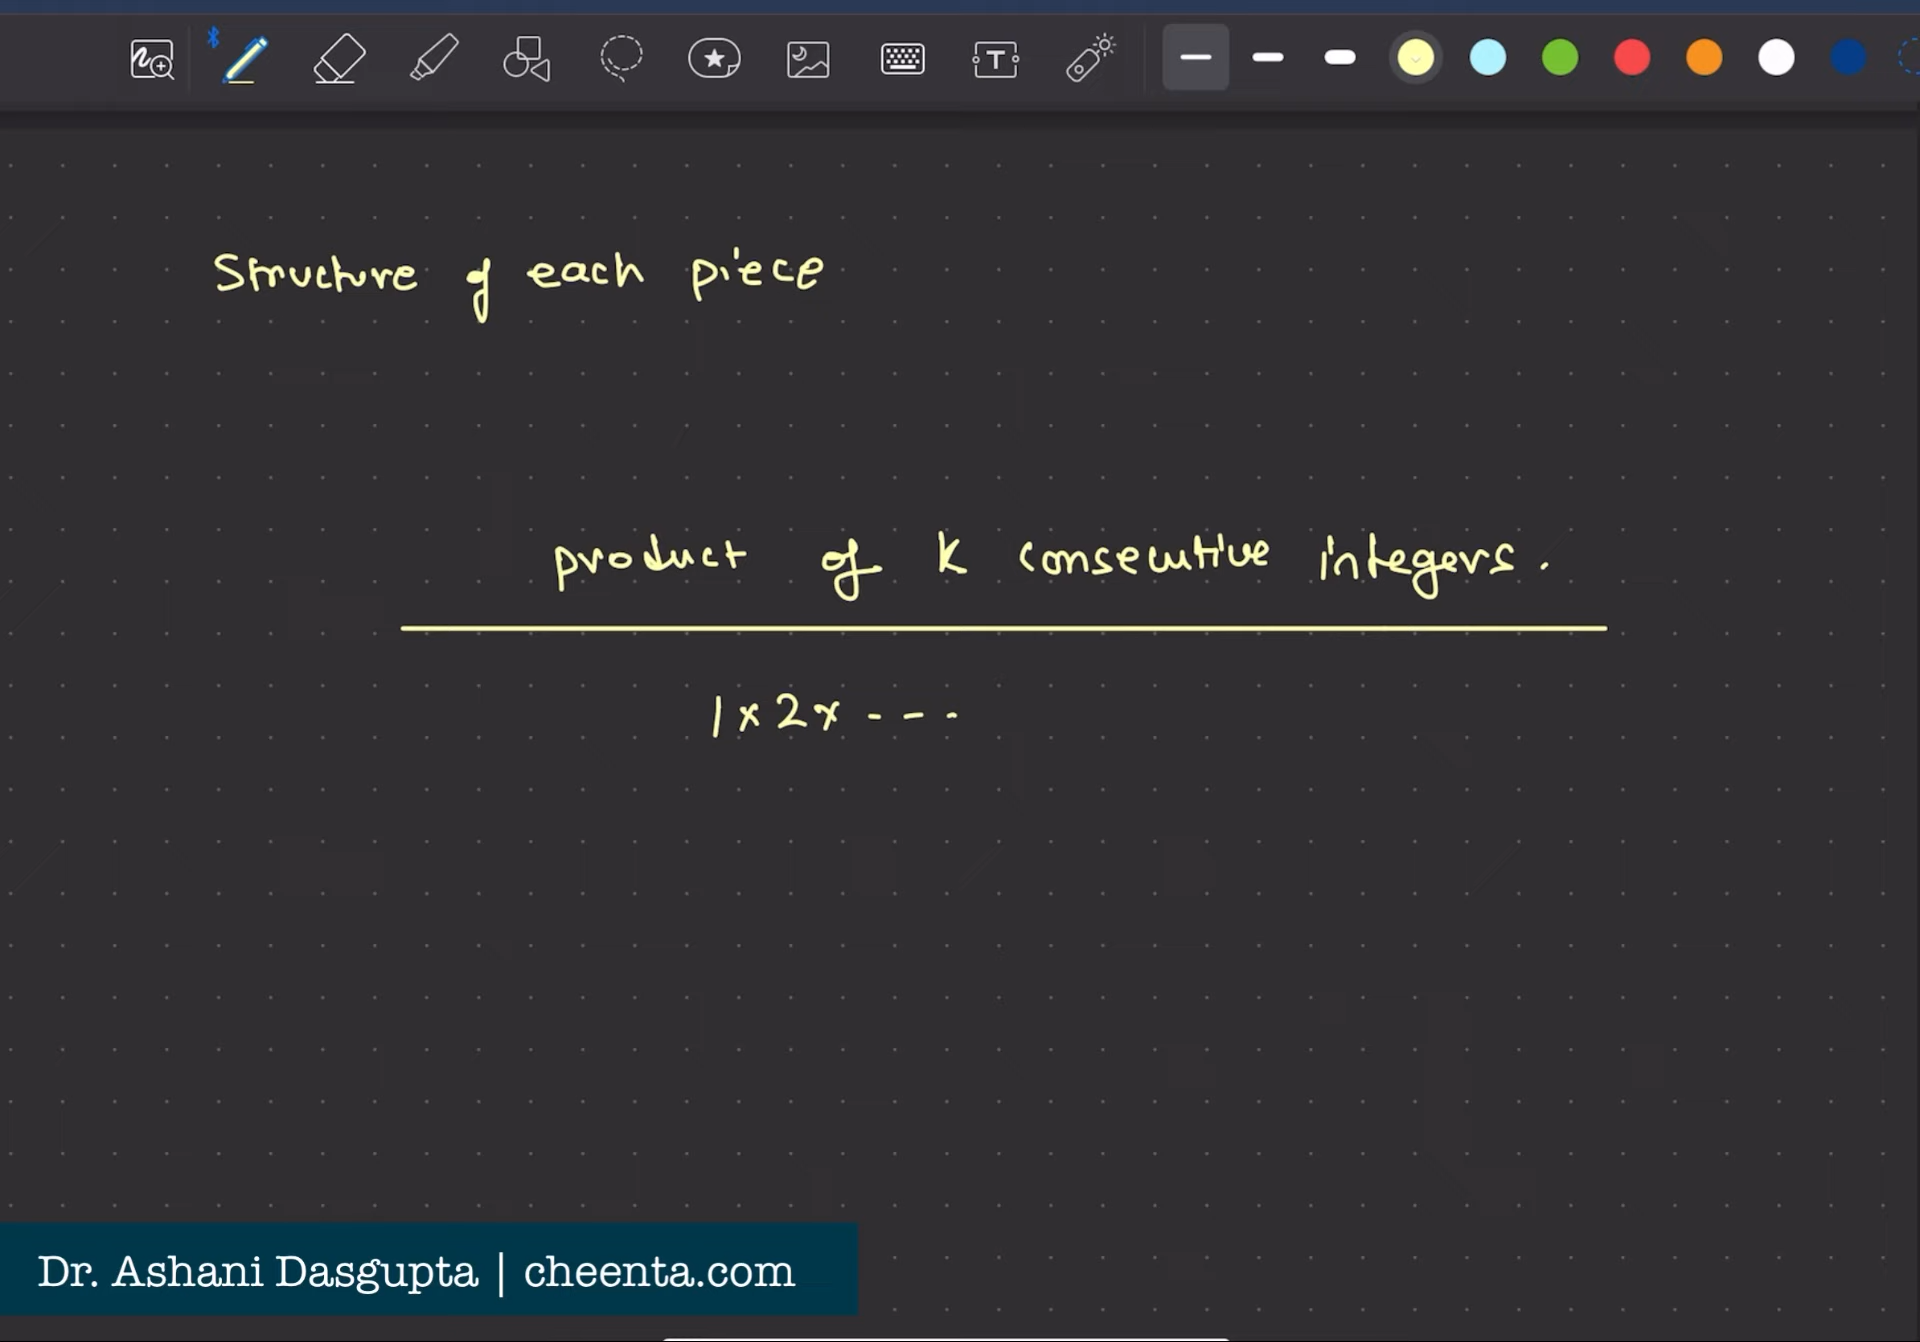 Structure of each piece
product of k consecutive integers.
1 x 2 x - - -
Dr. Ashani Dasgupta | cheenta.com